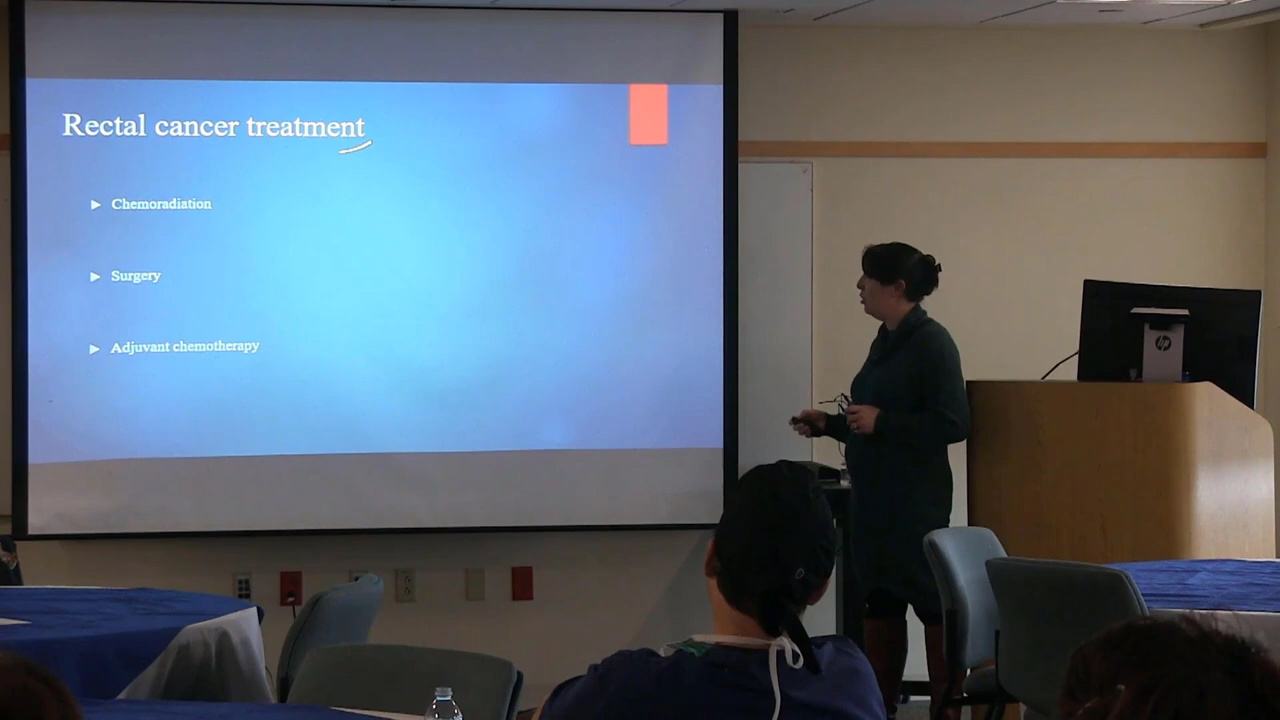 Rectal cancer treatment
Chemoradiation
Surgery
Adjuvant chemotherapy
hp